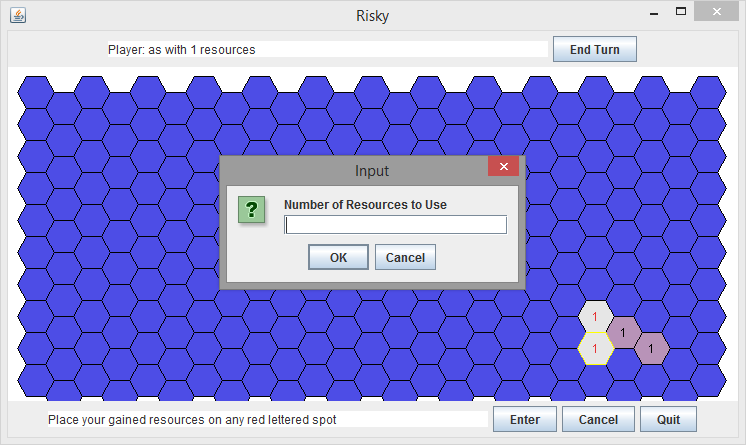 Risky
Player: as with 1 resources
End Turn
Input
?
Number of Resources to Use
OK
Cancel
1
1
1
1
Place your gained resources on any red lettered spot
Enter
Cancel
Quit